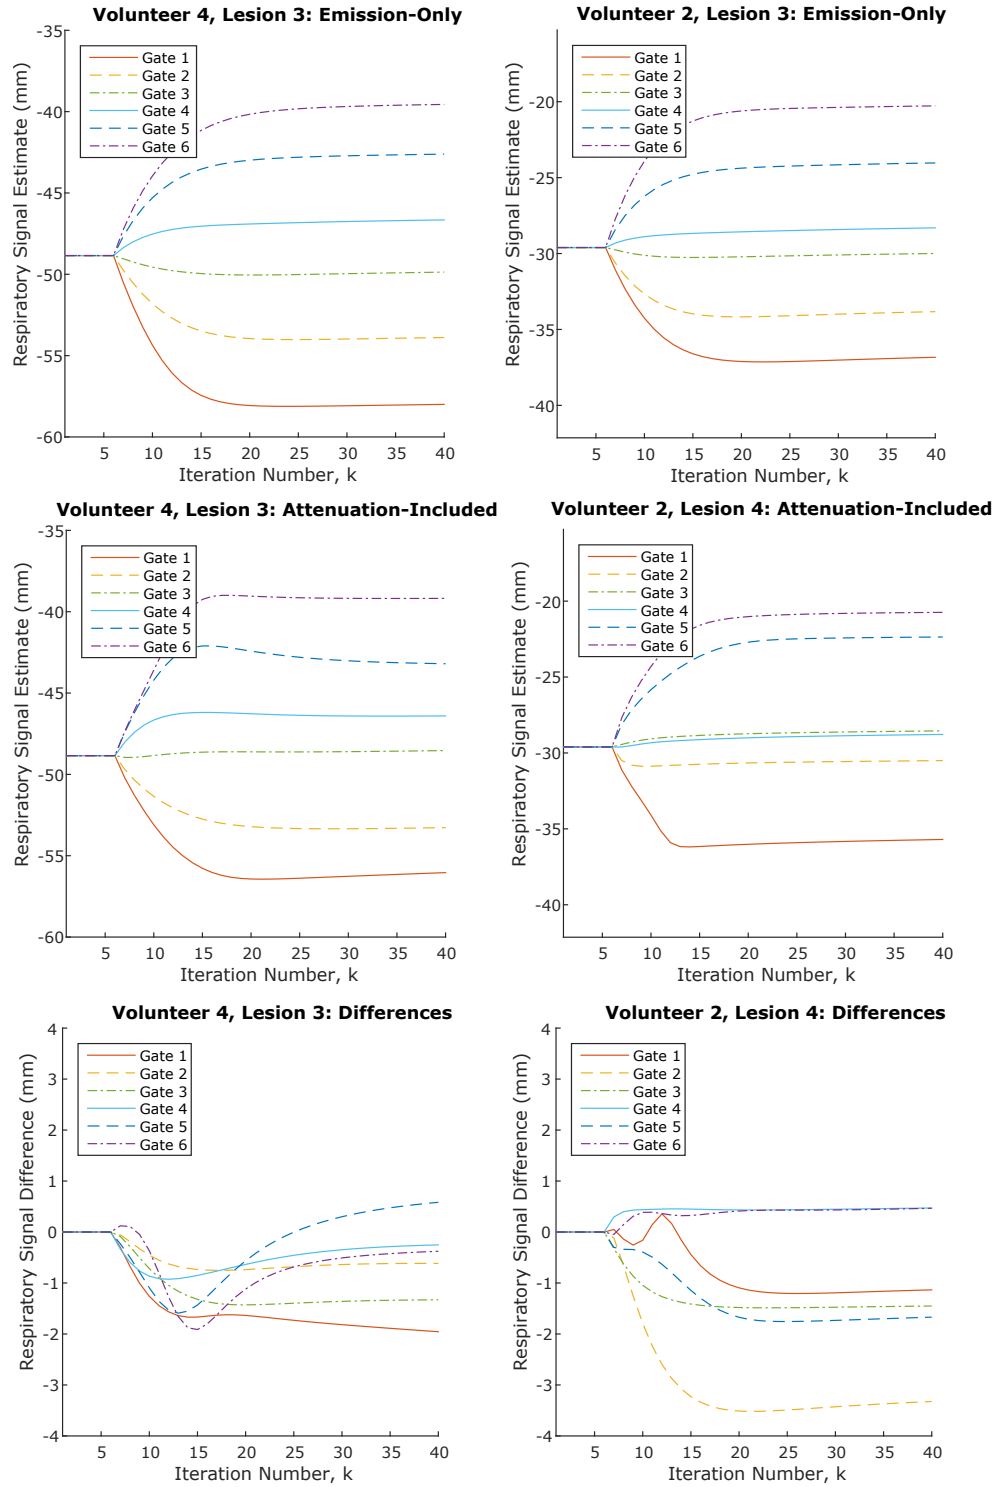 Volunteer 4, Lesion 3: Emission-Only
Respiratory Signal Estimate (mm)
-35
-40
-45
-50
-55
-60
Gate 1
Gate 2
Gate 3
Gate 4
Gate 5
Gate 6
5 10 15 20 25 30 35 40
Iteration Number, k
Volunteer 2, Lesion 3: Emission-Only
Respiratory Signal Estimate (mm)
-20
-25
-30
-35
-40
Gate 1
Gate 2
Gate 3
Gate 4
Gate 5
Gate 6
5 10 15 20 25 30 35 40
Iteration Number, k
Volunteer 4, Lesion 3: Attenuation-Included
Respiratory Signal Estimate (mm)
-35
-40
-45
-50
-55
-60
Gate 1
Gate 2
Gate 3
Gate 4
Gate 5
Gate 6
5 10 15 20 25 30 35 40
Iteration Number, k
Volunteer 2, Lesion 4: Attenuation-Included
Respiratory Signal Estimate (mm)
-20
-25
-30
-35
-40
Gate 1
Gate 2
Gate 3
Gate 4
Gate 5
Gate 6
5 10 15 20 25 30 35 40
Iteration Number, k
Volunteer 4, Lesion 3: Differences
Respiratory Signal Difference (mm)
4
3
2
1
0
-1
-2
-3
-4
Gate 1
Gate 2
Gate 3
Gate 4
Gate 5
Gate 6
5 10 15 20 25 30 35 40
Iteration Number, k
Volunteer 2, Lesion 4: Differences
Respiratory Signal Difference (mm)
4
3
2
1
0
-1
-2
-3
-4
Gate 1
Gate 2
Gate 3
Gate 4
Gate 5
Gate 6
5 10 15 20 25 30 35 40
Iteration Number, k